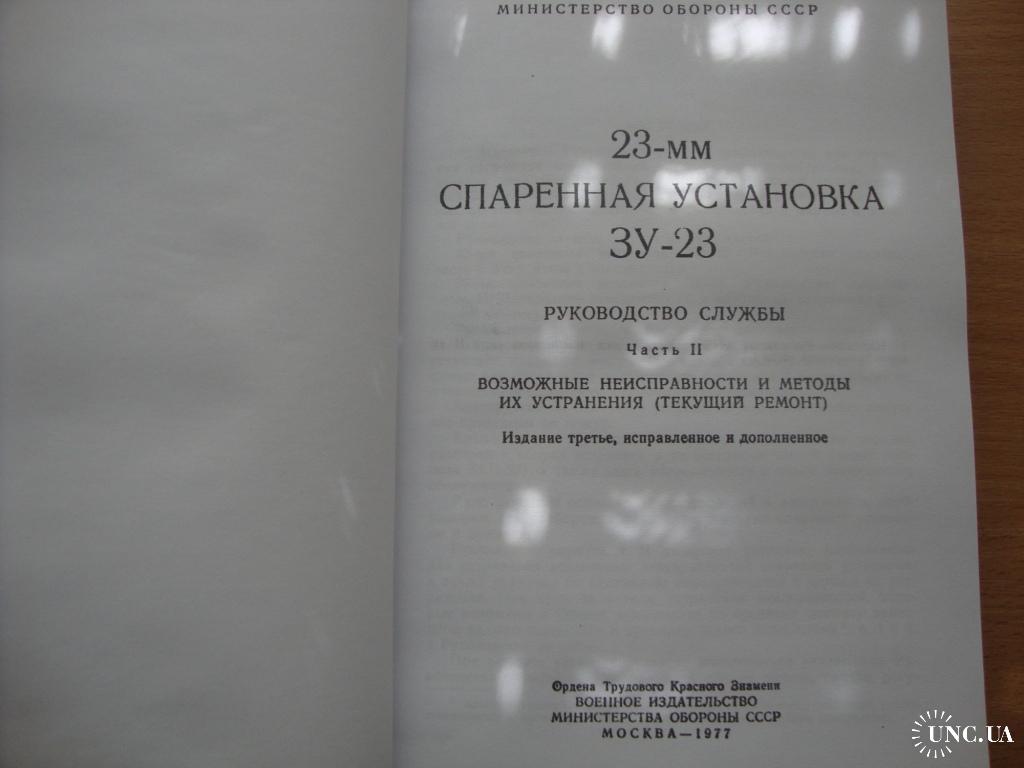 МИНИСТЕРСТВО ОБОРОНЫ СССР
23-мм
СПАРЕННАЯ УСТАНОВКА
ЗУ-23
РУКОВОДСТВО СЛУЖБЫ
Часть II
ВОЗМОЖНЫЕ НЕИСПРАВНОСТИ И МЕТОДЫ
ИХ УСТРАНЕНИЯ (ТЕКУЩИЙ РЕМОНТ)
Издание третье, исправленное и дополненное
Ордена Трудового Красного Знамени
ВОЕННОЕ ИЗДАТЕЛЬСТВО
МИНИСТЕРСТВА ОБОРОНЫ СССР
МОСКВА—1977
UNC.UA